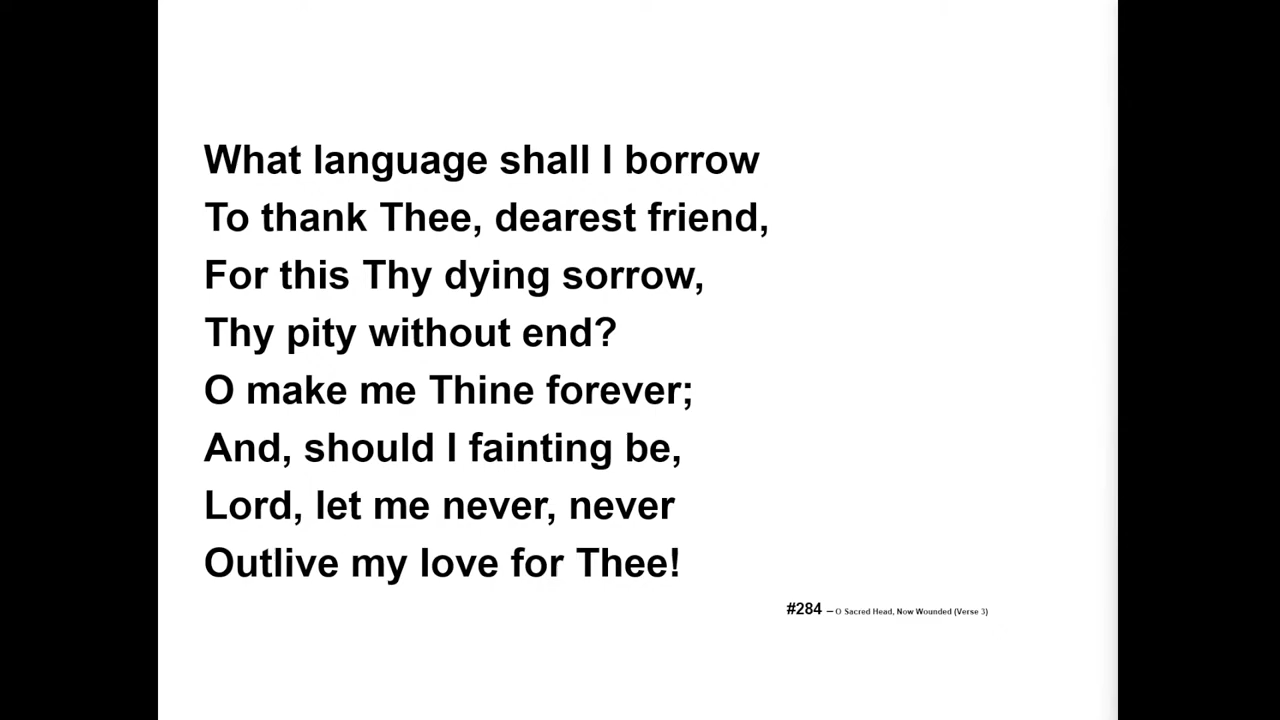 What language shall I borrow
To thank Thee, dearest friend,
For this Thy dying sorrow,
Thy pity without end?
O make me Thine forever;
And, should I fainting be,
Lord, let me never, never
Outlive my love for Thee!
#284 – O Sacred Head, Now Wounded (Verse 3)